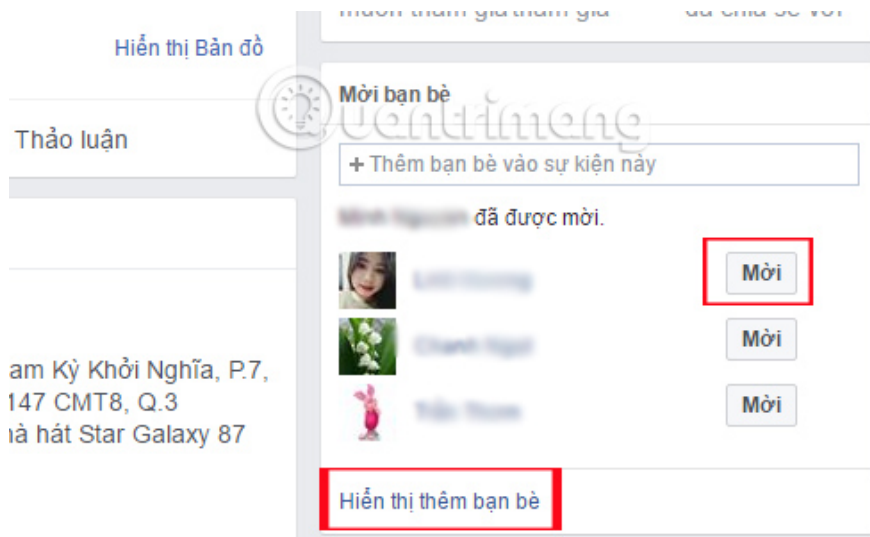 Hiển thị Bản đồ
Thảo luận
am Kỳ Khởi Nghĩa, P.7,
147 CMT8, Q.3
hà hát Star Galaxy 87
muốn tham gia tham gia
đã chia sẻ với
Mời bạn bè
Quantrimang
+ Thêm bạn bè vào sự kiện này
đã được mời.
Mời
Mời
Mời
Hiển thị thêm bạn bè